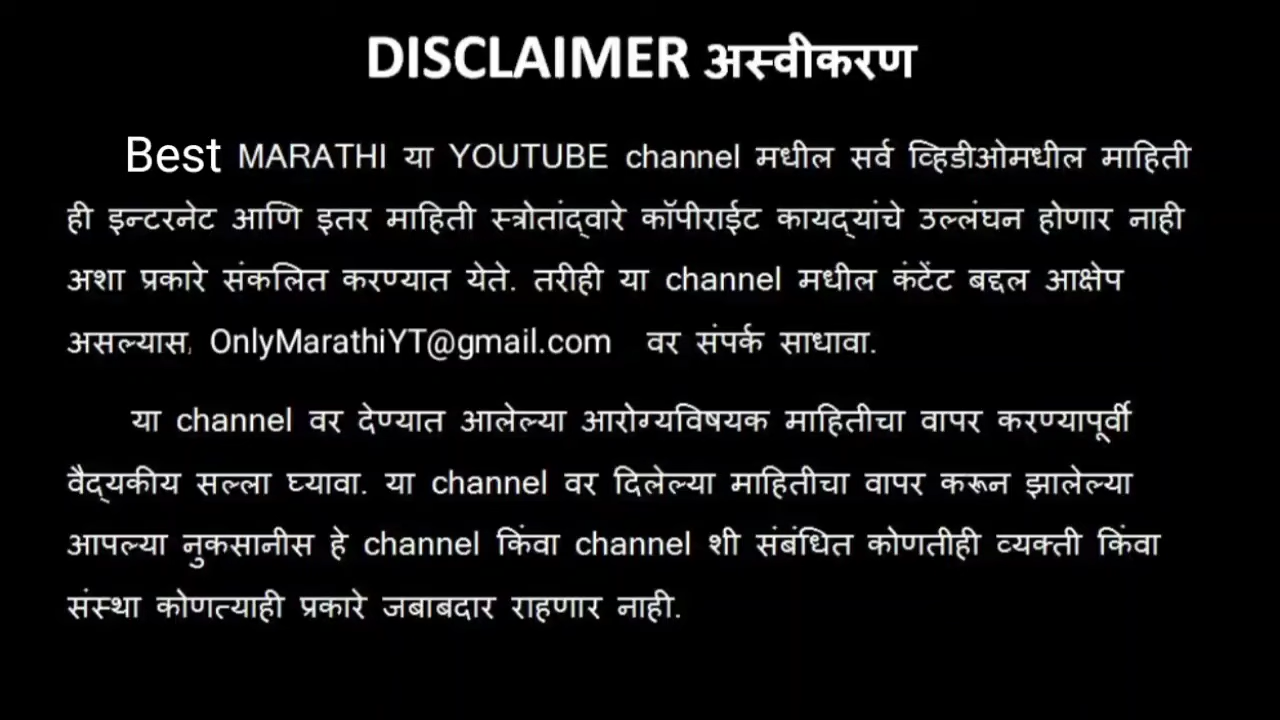 DISCLAIMER अस्वीकरण
Best MARATHI या YOUTUBE channel मधील सर्व व्हिडीओमधील माहिती
ही इन्टरनेट आणि इतर माहिती स्त्रोतांद्वारे कॉपीराईट कायद्यांचे उल्लंघन होणार नाही
अशा प्रकारे संकलित करण्यात येते. तरीही या channel मधील कंटेंट बद्दल आक्षेप
असल्यास, OnlyMarathiYT@gmail.com वर संपर्क साधावा.
या channel वर देण्यात आलेल्या आरोग्यविषयक माहितीचा वापर करण्यापूर्वी
वैद्यकीय सल्ला घ्यावा. या channel वर दिलेल्या माहितीचा वापर करून झालेल्या
आपल्या नुकसानीस हे channel किंवा channel शी संबंधित कोणतीही व्यक्ती किंवा
संस्था कोणत्याही प्रकारे जबाबदार राहणार नाही.